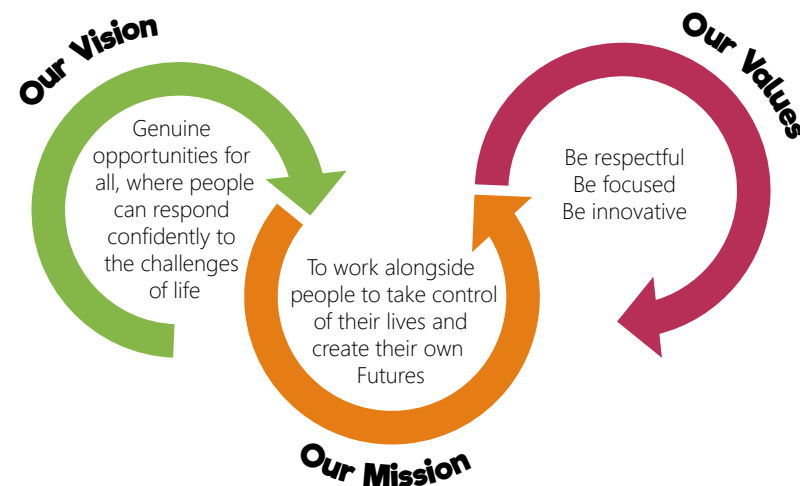 Our Vision
Genuine
opportunities for
all, where people
can respond
confidently to
the challenges
of life
Our Mission
To work alongside
people to take control
of their lives and
create their own
Futures
Our Values
Be respectful
Be focused
Be innovative